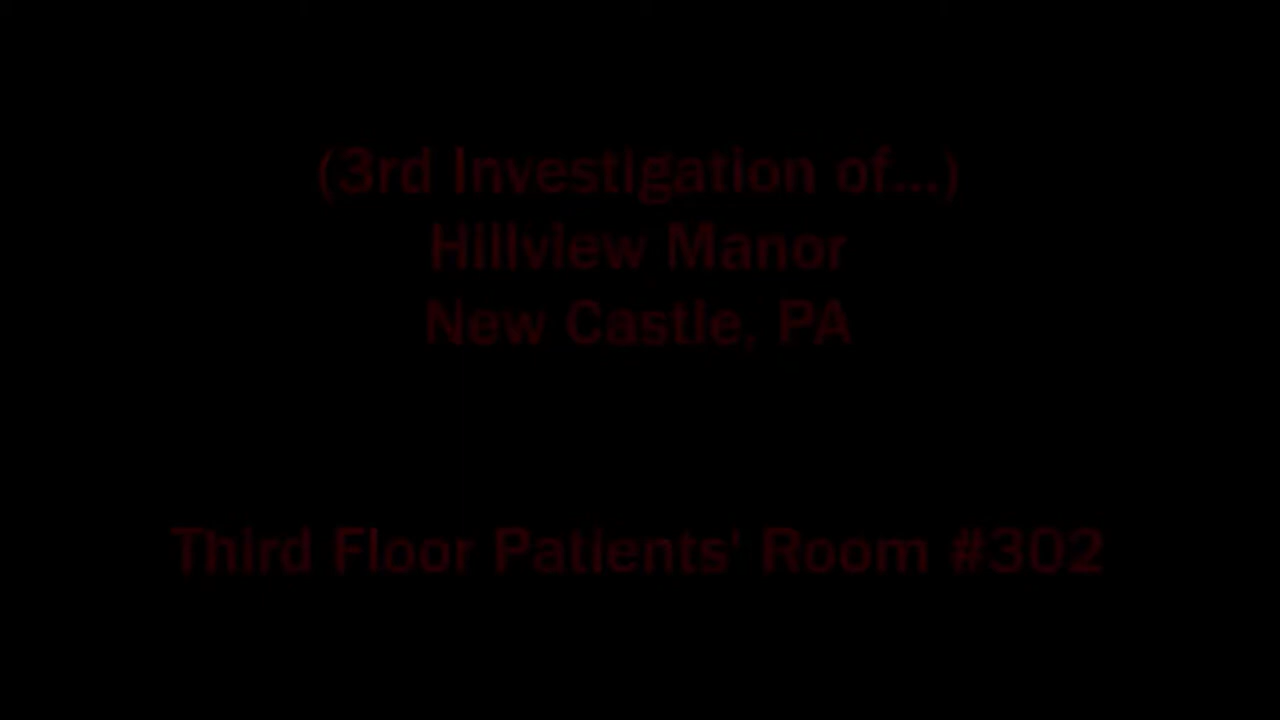 (3rd Investigation of...)
Hillview Manor
New Castle, PA
Third Floor Patients' Room #302